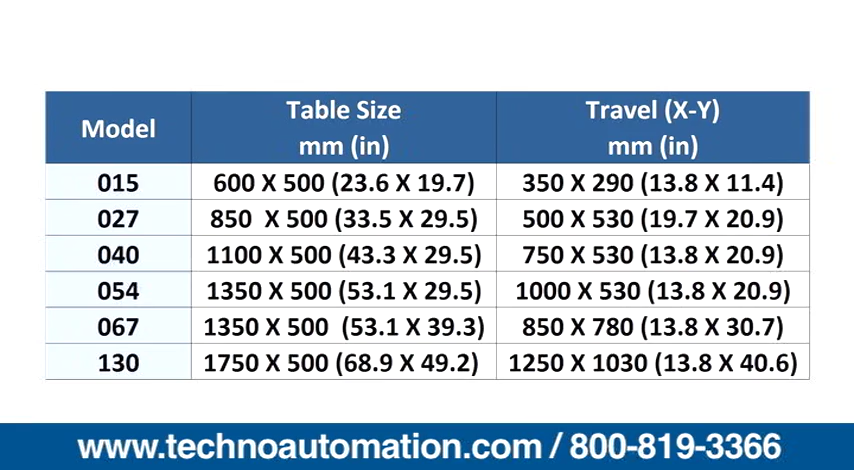 Model Table Size mm (in) Travel (X-Y) mm (in)
015 600 X 500 (23.6 X 19.7) 350 X 290 (13.8 X 11.4)
027 850 X 500 (33.5 X 29.5) 500 X 530 (19.7 X 20.9)
040 1100 X 500 (43.3 X 29.5) 750 X 530 (13.8 X 20.9)
054 1350 X 500 (53.1 X 29.5) 1000 X 530 (13.8 X 20.9)
067 1350 X 500 (53.1 X 39.3) 850 X 780 (13.8 X 30.7)
130 1750 X 500 (68.9 X 49.2) 1250 X 1030 (13.8 X 40.6)
www.technoautomation.com / 800-819-3366